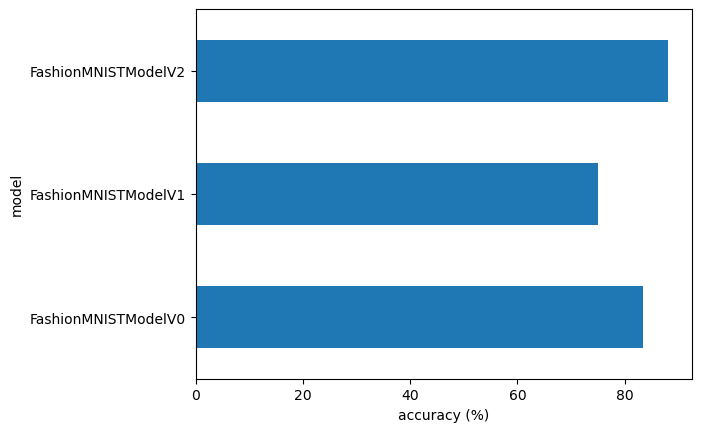 FashionMNISTModelV2
FashionMNISTModelV1
FashionMNISTModelV0
model
0 20 40 60 80
accuracy (%)